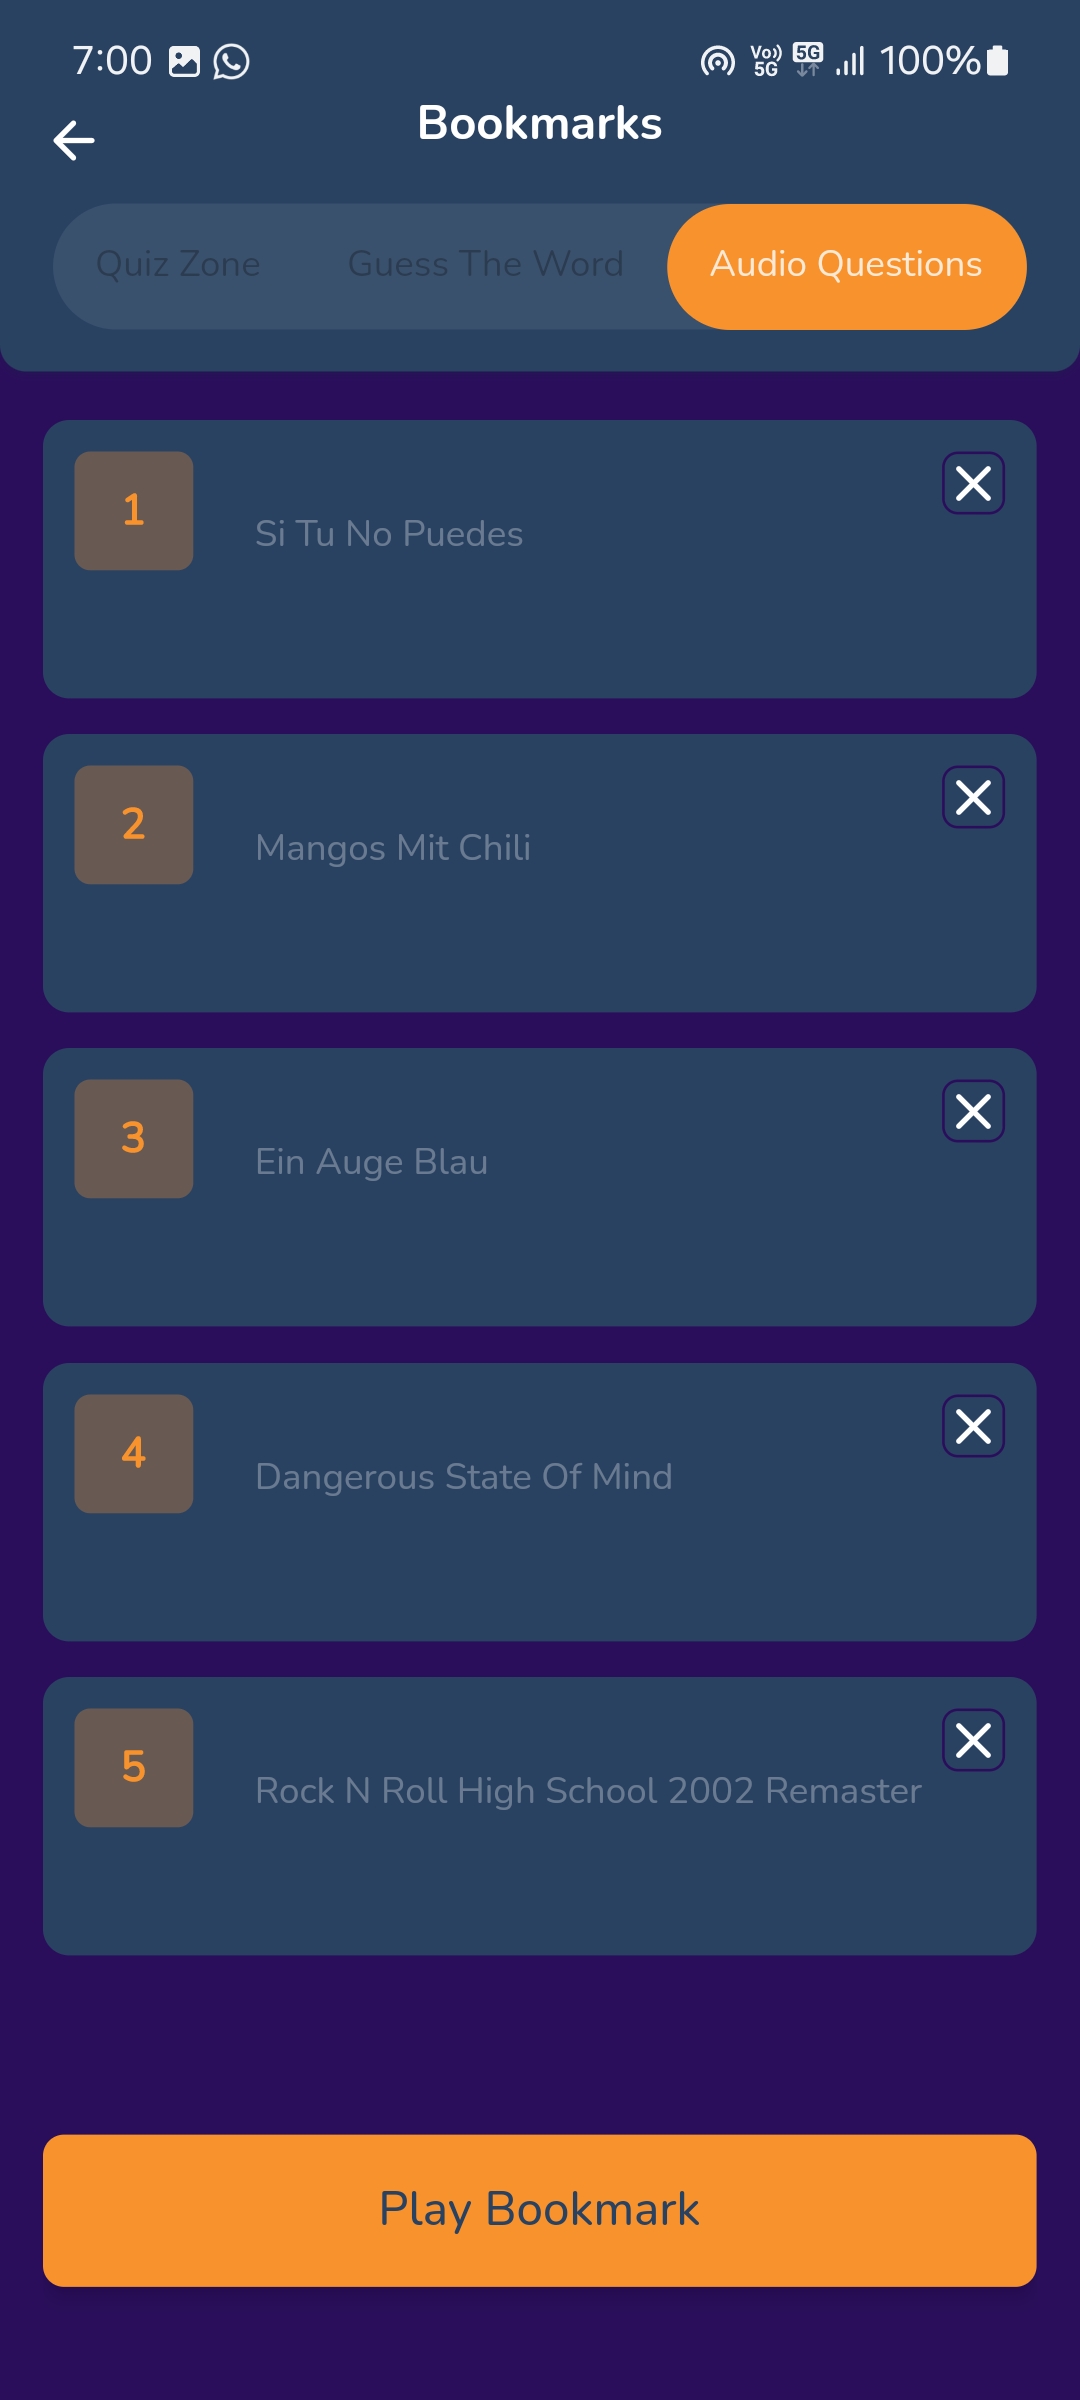 7:00
Vo)) 5G 5G 100%
Bookmarks
Quiz Zone Guess The Word Audio Questions
1 Si Tu No Puedes
2 Mangos Mit Chili
3 Ein Auge Blau
4 Dangerous State Of Mind
5 Rock N Roll High School 2002 Remaster
Play Bookmark